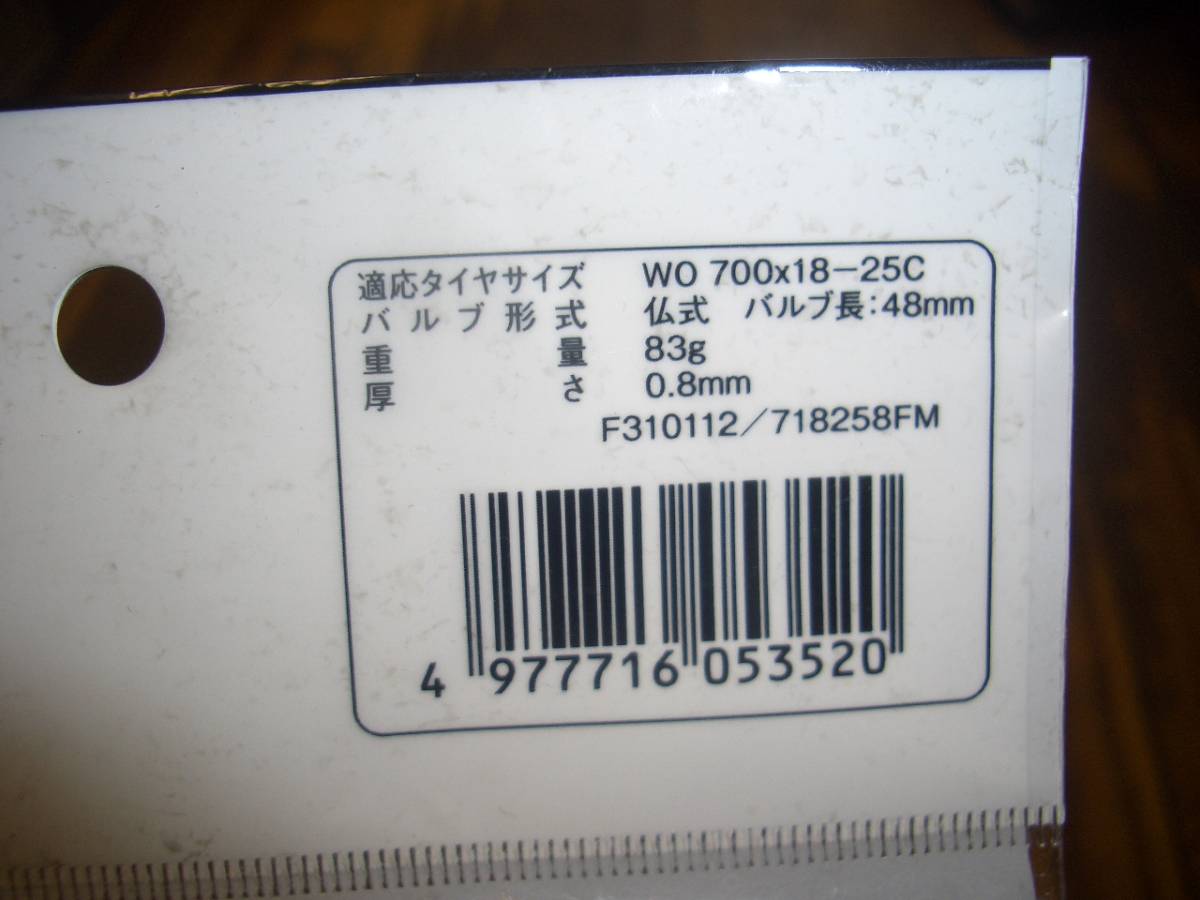 適応タイヤサイズ WO 700x18-25C
バルブ形式 仏式 バルブ長:48mm
重量 83g
厚さ 0.8mm
F310112/718258FM
4 977716 053520